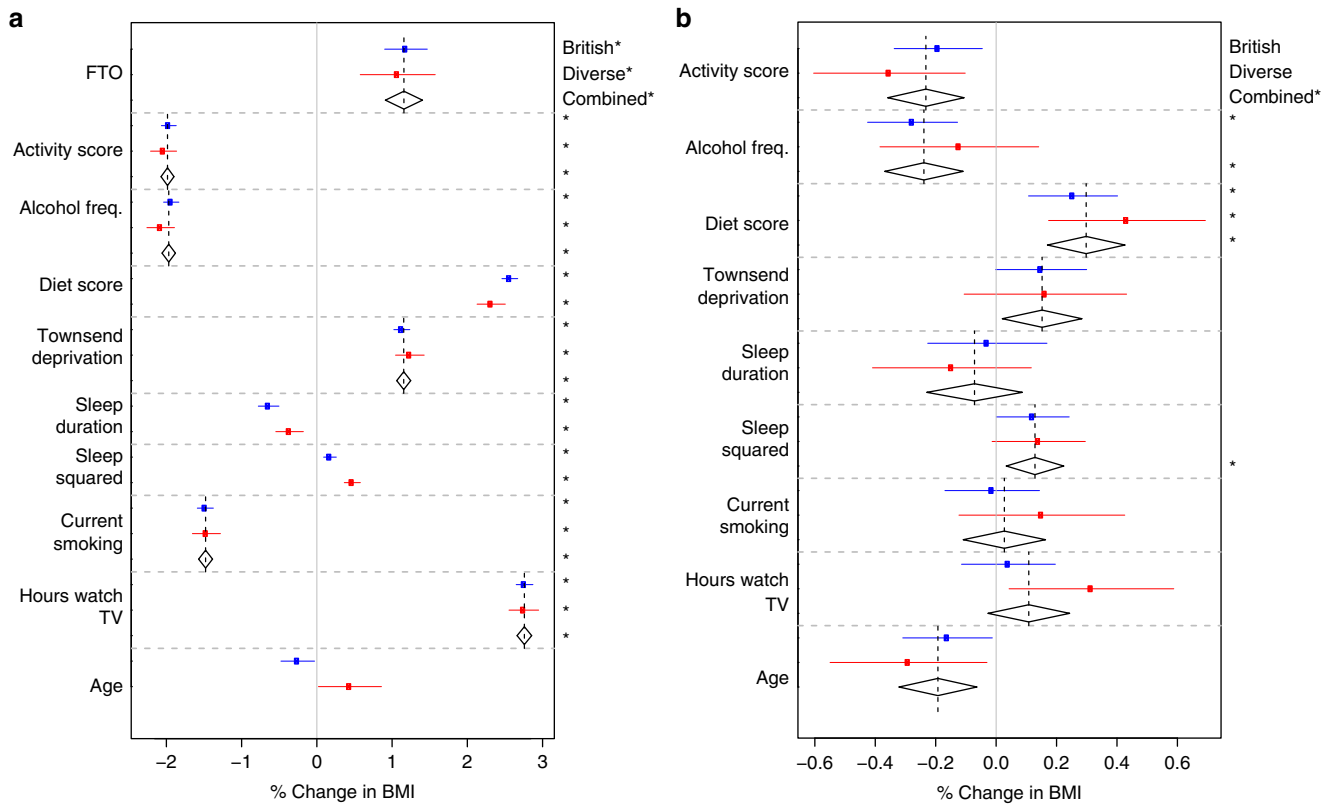 a
British*
FTO
Diverse*
Combined*
*
Activity score
*
*
*
Alcohol freq.
*
*
*
Diet score
*
*
Townsend
deprivation
*
*
*
Sleep
duration
*
*
Sleep
squared
*
*
Current
smoking
*
*
*
Hours watch
TV
*
*
Age
−2 −1 0 1 2 3
% Change in BMI
b
British
Activity score
Diverse
Combined*
*
Alcohol freq.
*
*
Diet score
*
*
Townsend
deprivation
Sleep
duration
Sleep
squared
*
Current
smoking
Hours watch
TV
Age
−0.6 −0.4 −0.2 0.0 0.2 0.4 0.6
% Change in BMI